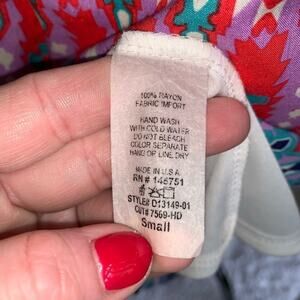 100% RAYON
FABRIC IMPORT
HAND WASH
WITH COLD WATER
DO NOT BLEACH
COLOR SEPARATE
HAND OR LINE DRY
MADE IN U.S.A.
RN # 146751
STYLE# D13149-01
CUT# 7569-HD
Small